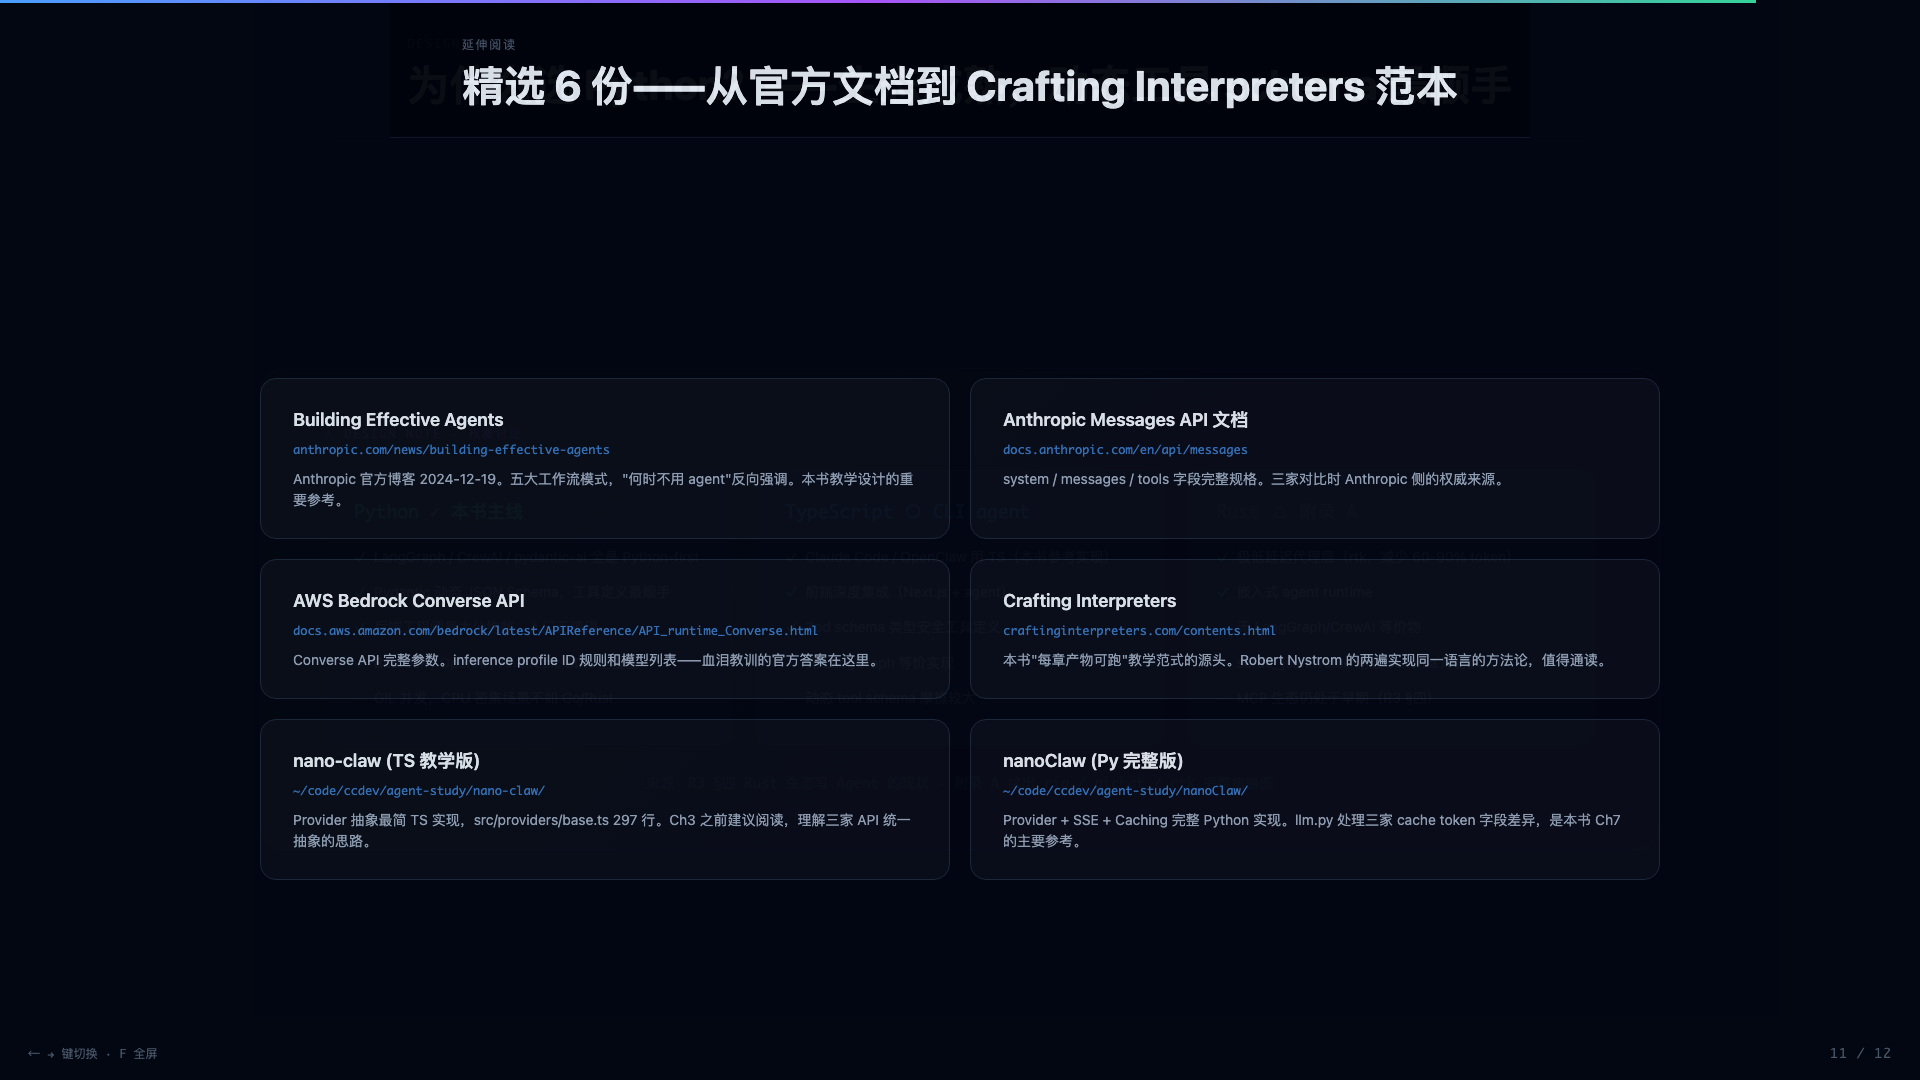 延伸阅读
精选 6 份——从官方文档到 Crafting Interpreters 范本
Building Effective Agents
anthropic.com/news/building-effective-agents
Anthropic 官方博客 2024-12-19。五大工作流模式，"何时不用 agent"反向强调。本书教学设计的重
要参考。
Anthropic Messages API 文档
docs.anthropic.com/en/api/messages
system / messages / tools 字段完整规格。三家对比时 Anthropic 侧的权威来源。
AWS Bedrock Converse API
docs.aws.amazon.com/bedrock/latest/APIReference/API_runtime_Converse.html
Converse API 完整参数。inference profile ID 规则和模型列表——血泪教训的官方答案在这里。
Crafting Interpreters
craftinginterpreters.com/contents.html
本书"每章产物可跑"教学范式的源头。Robert Nystrom 的两遍实现同一语言的方法论，值得通读。
nano-claw (TS 教学版)
~/code/ccdev/agent-study/nano-claw/
Provider 抽象最简 TS 实现，src/providers/base.ts 297 行。Ch3 之前建议阅读，理解三家 API 统一
抽象的思路。
nanoClaw (Py 完整版)
~/code/ccdev/agent-study/nanoClaw/
Provider + SSE + Caching 完整 Python 实现。llm.py 处理三家 cache token 字段差异，是本书 Ch7
的主要参考。
← → 键切换 · F 全屏
11 / 12